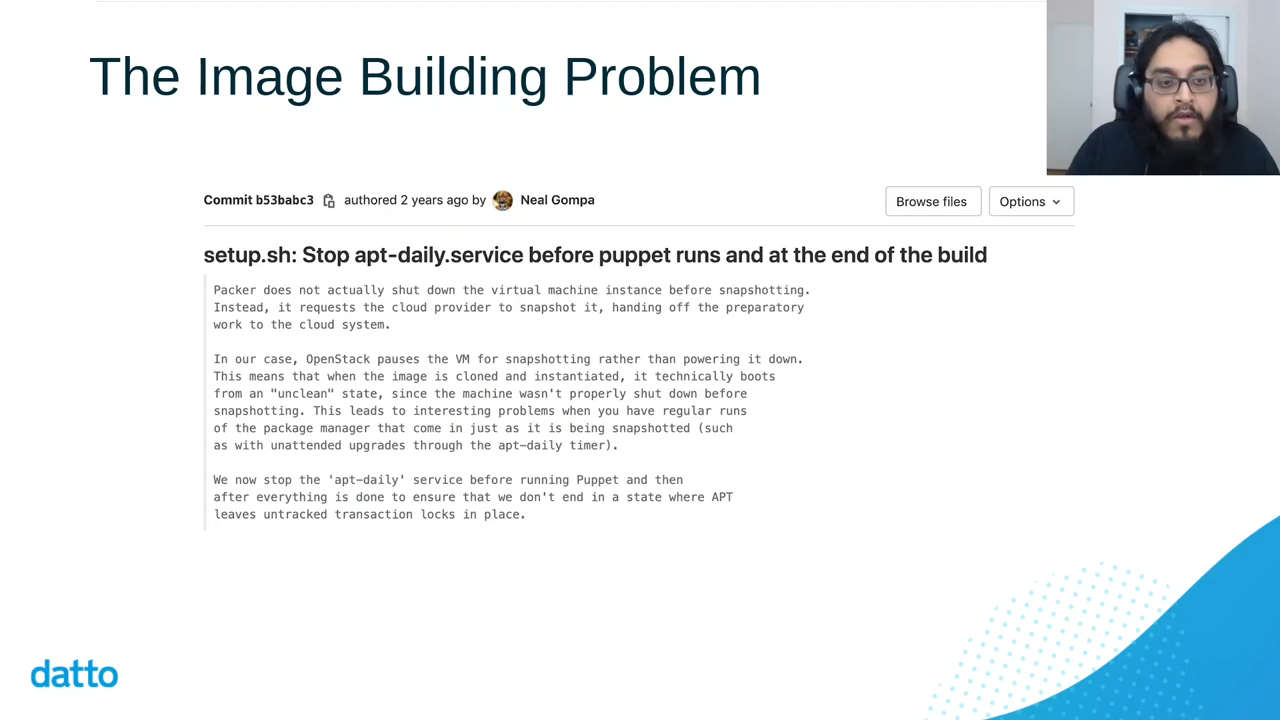 The Image Building Problem
Commit b53babc3 authored 2 years ago by Neal Gompa
Browse files
Options
setup.sh: Stop apt-daily.service before puppet runs and at the end of the build
Packer does not actually shut down the virtual machine instance before snapshotting.
Instead, it requests the cloud provider to snapshot it, handing off the preparatory
work to the cloud system.
In our case, OpenStack pauses the VM for snapshotting rather than powering it down.
This means that when the image is cloned and instantiated, it technically boots
from an "unclean" state, since the machine wasn't properly shut down before
snapshotting. This leads to interesting problems when you have regular runs
of the package manager that come in just as it is being snapshotted (such
as with unattended upgrades through the apt-daily timer).
We now stop the 'apt-daily' service before running Puppet and then
after everything is done to ensure that we don't end in a state where APT
leaves untracked transaction locks in place.
datto